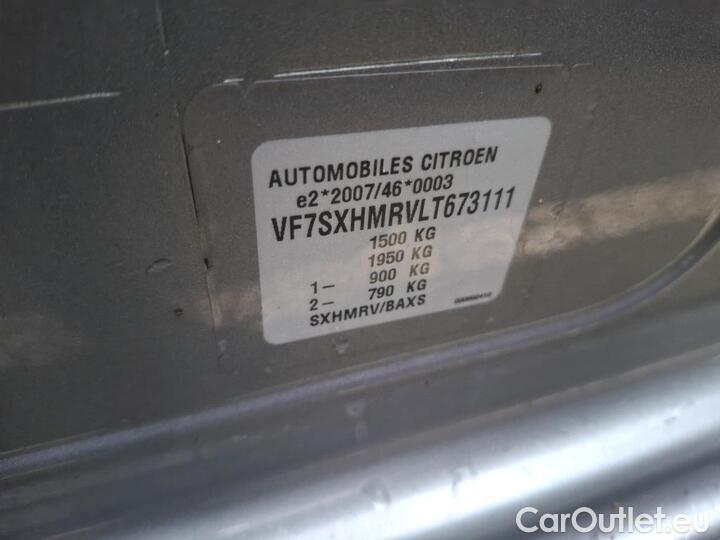 AUTOMOBILES CITROEN
e2*2007/46*0003
VF7SXHMRVLT673111
1500 KG
1950 KG
1- 900 KG
2- 790 KG
SXHMRV/BAXS
CarOutlet.eu